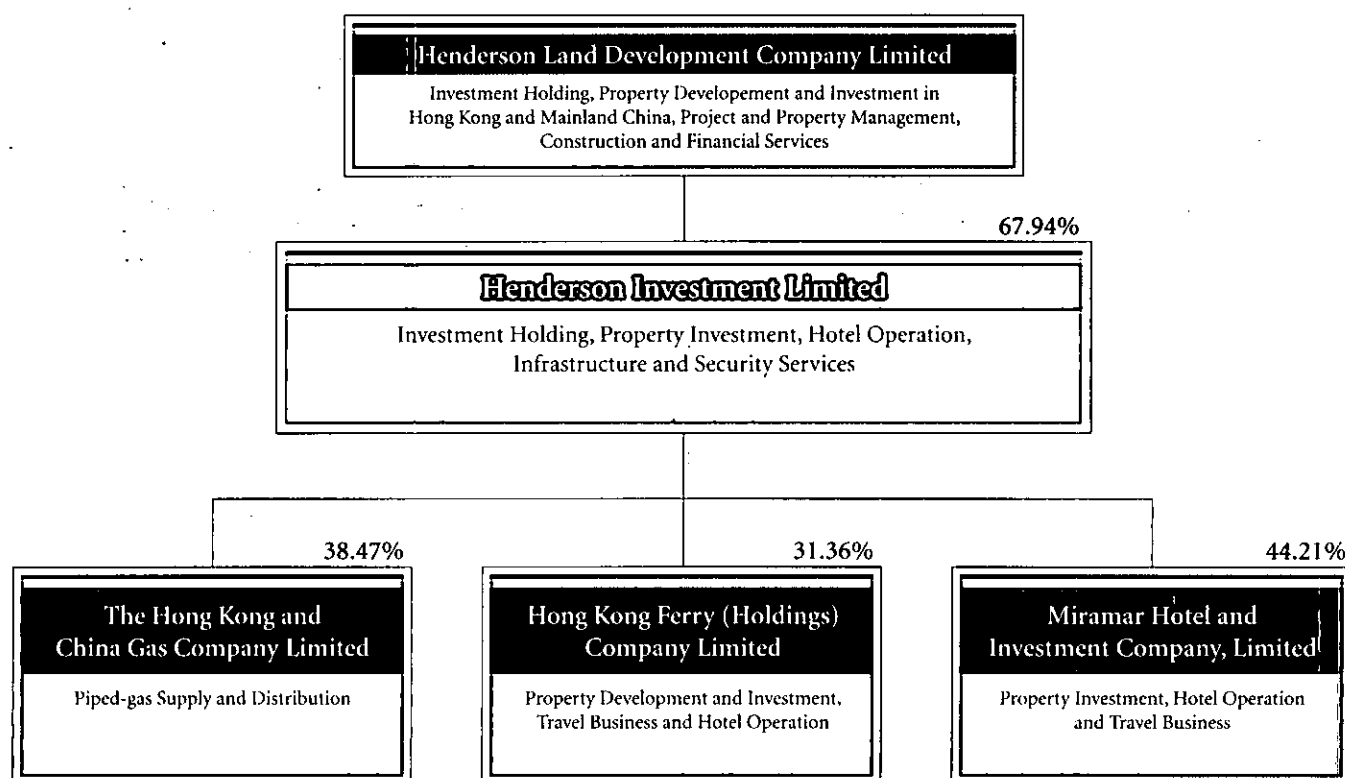 Henderson Land Development Company Limited
Investment Holding, Property Developement and Investment in
Hong Kong and Mainland China, Project and Property Management,
Construction and Financial Services
67.94%
Henderson Investment Limited
Investment Holding, Property Investment, Hotel Operation,
Infrastructure and Security Services
38.47%
The Hong Kong and
China Gas Company Limited
Piped-gas Supply and Distribution
31.36%
Hong Kong Ferry (Holdings)
Company Limited
Property Development and Investment,
Travel Business and Hotel Operation
44.21%
Miramar Hotel and
Investment Company, Limited
Property Investment, Hotel Operation
and Travel Business